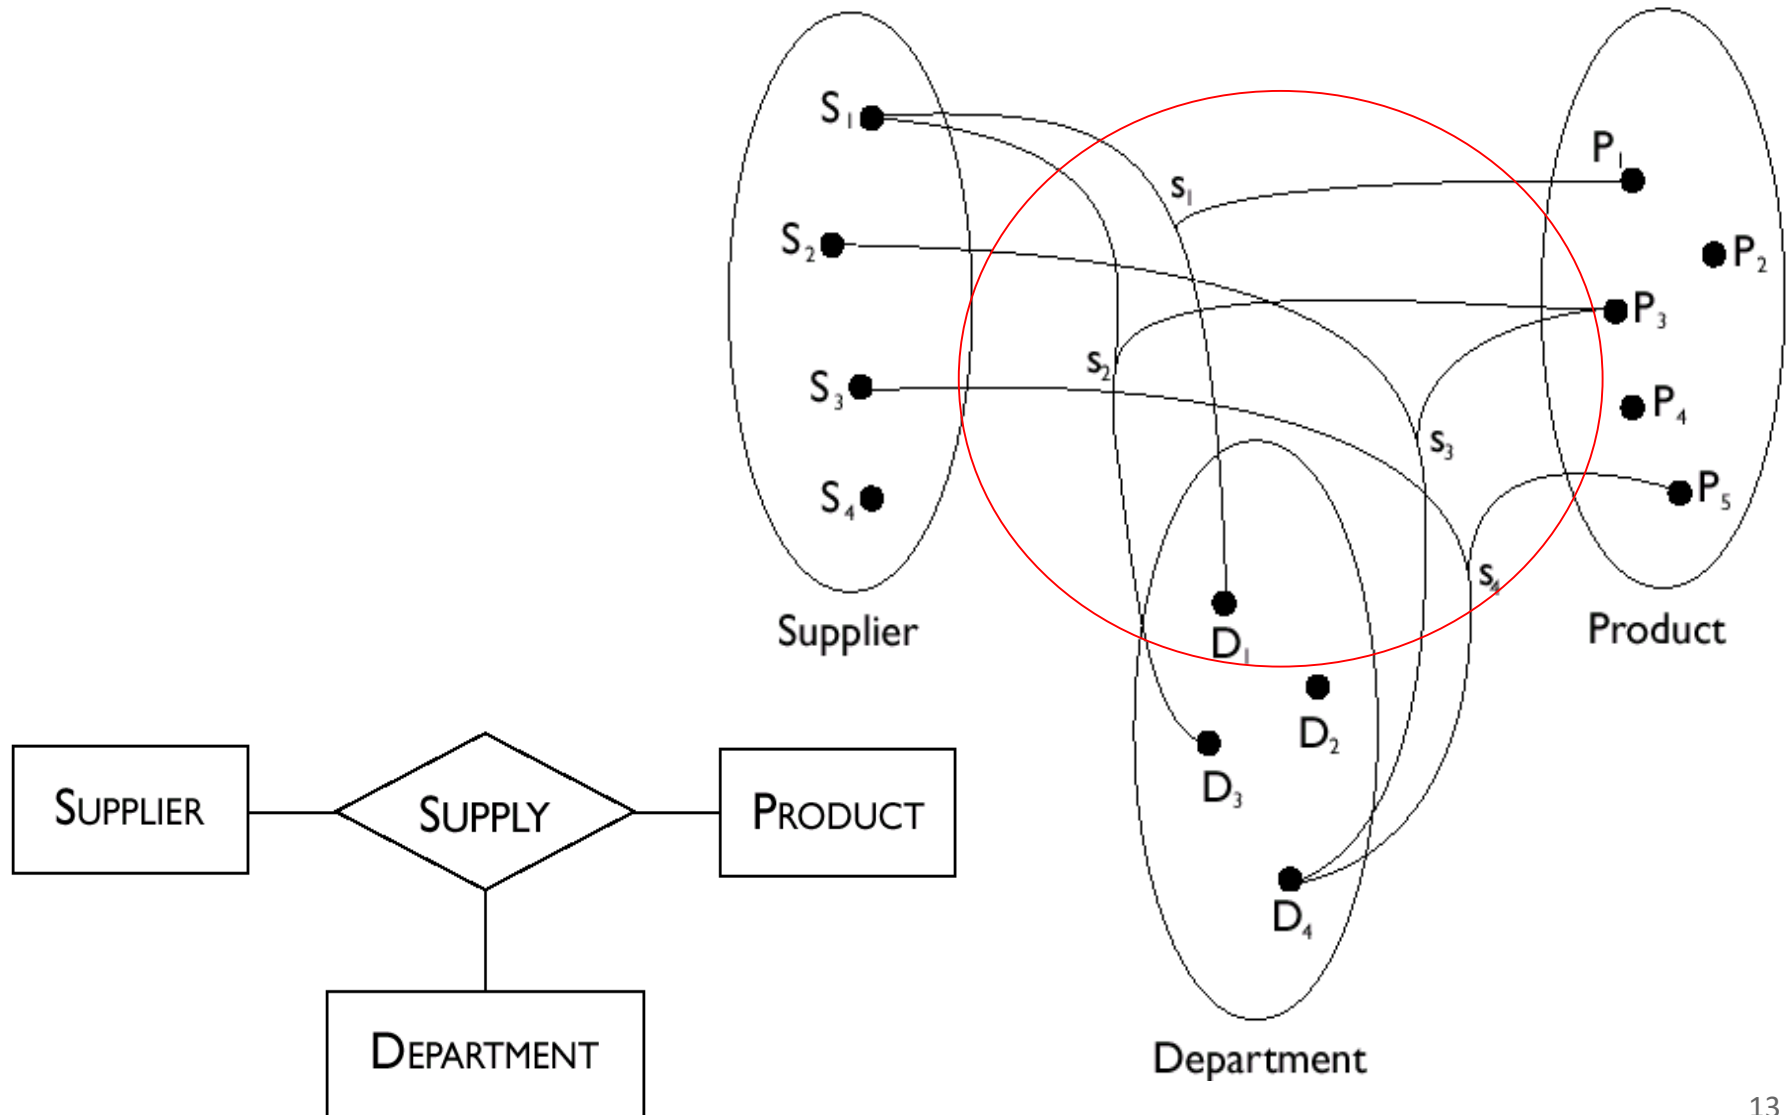 S₁
P₁
s₁
S₂
P₂
P₃
s₂
S₃
P₄
s₃
S₄
P₅
s₄
Supplier
D₁
Product
D₂
D₃
SUPPLIER
SUPPLY
PRODUCT
D₄
DEPARTMENT
Department
13